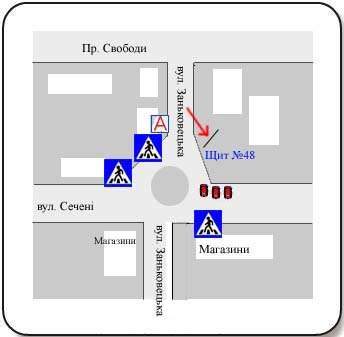 Пр. Свободи
вул. Заньковецька
А
Щит №48
вул. Сечені
Магазини
вул. Заньковецька
Магазини